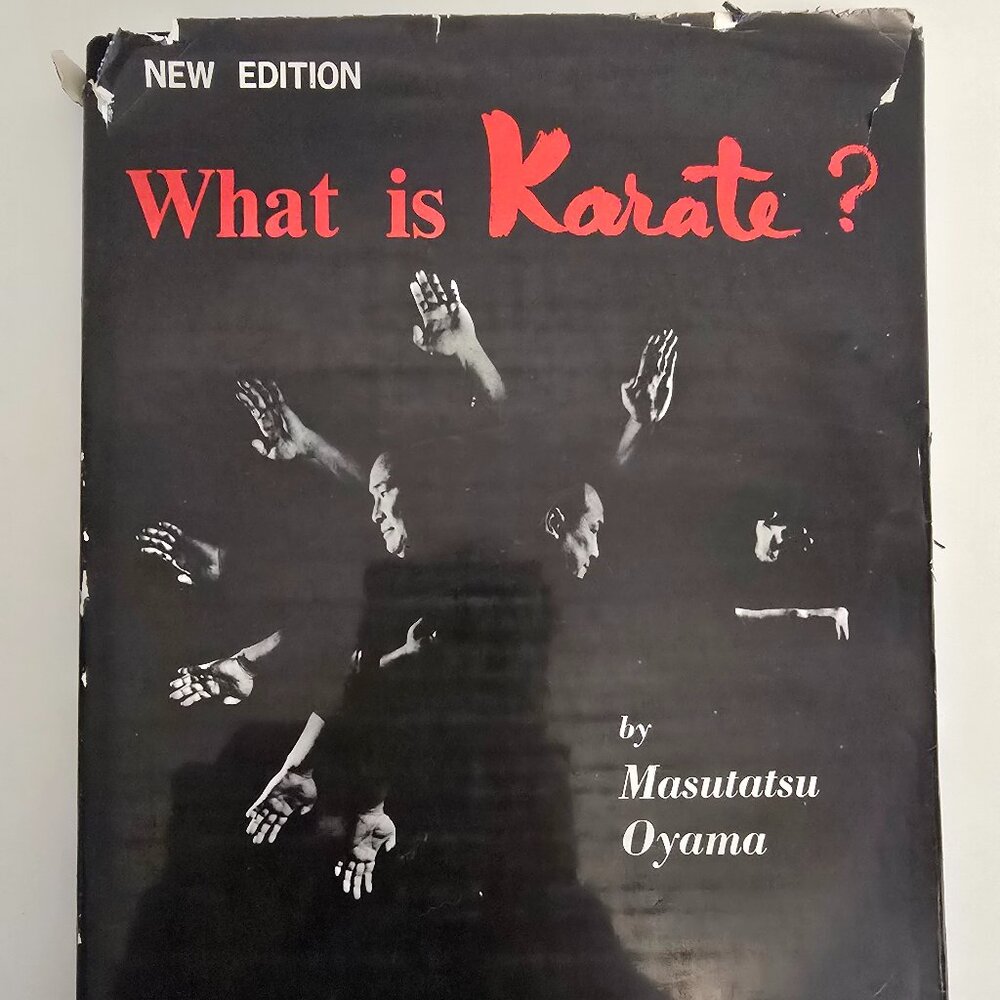 NEW EDITION
What is Karate?
by
Masutatsu
Oyama